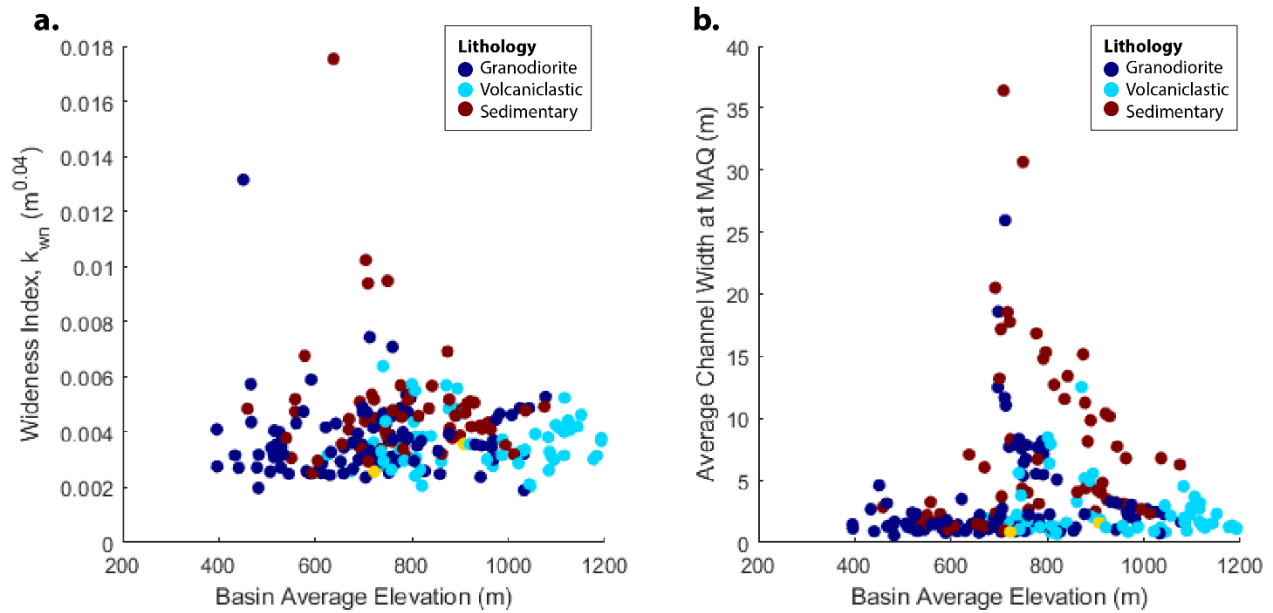 a.
Lithology
Granodiorite
Volcaniclastic
Sedimentary
0.018
0.016
0.014
0.012
0.01
0.008
0.006
0.004
0.002
0
Wideness Index, k_wn (m^0.04)
200 400 600 800 1000 1200
Basin Average Elevation (m)
b.
Lithology
Granodiorite
Volcaniclastic
Sedimentary
40
35
30
25
20
15
10
5
0
Average Channel Width at MAQ (m)
200 400 600 800 1000 1200
Basin Average Elevation (m)